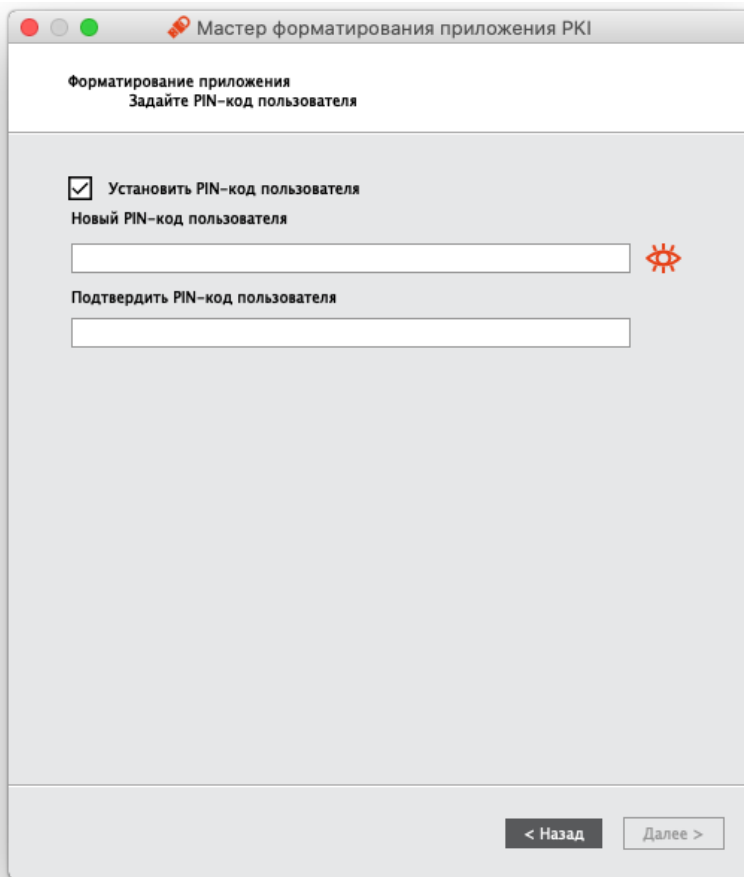 Мастер форматирования приложения PKI
Форматирование приложения
Задайте PIN-код пользователя
Установить PIN-код пользователя
Новый PIN-код пользователя
Подтвердить PIN-код пользователя
< Назад
Далее >